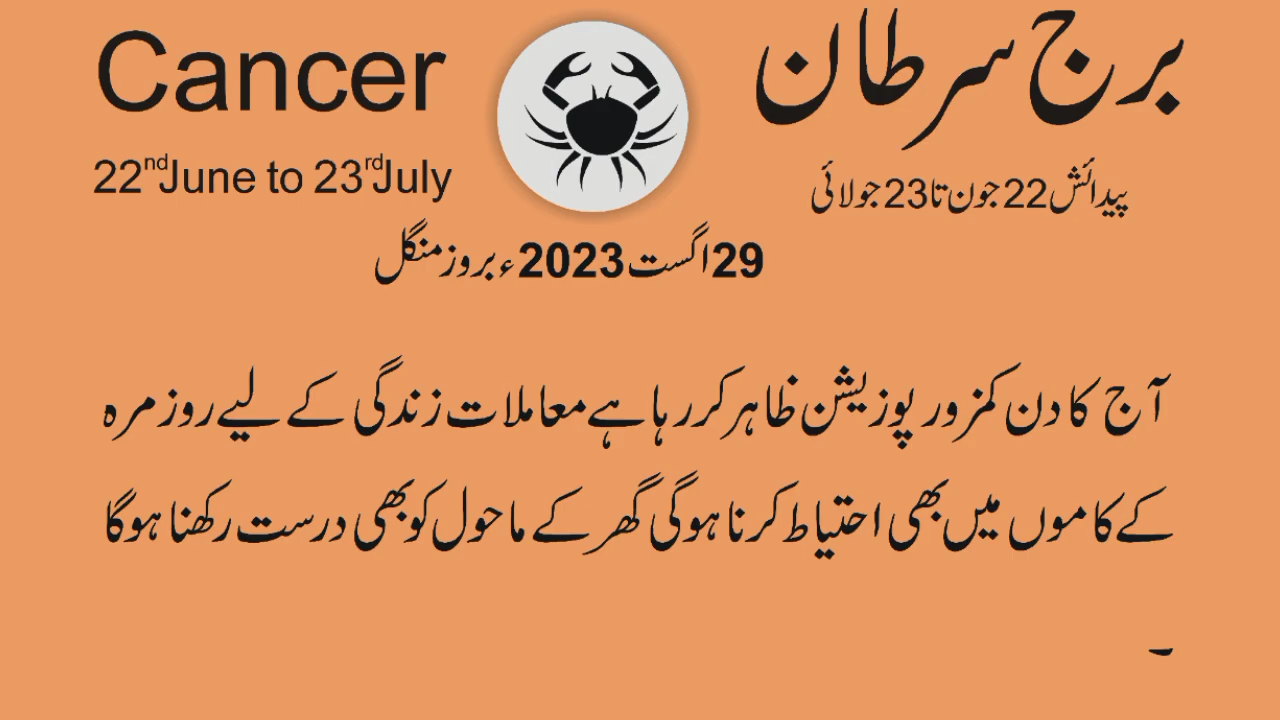 Cancer
برج سرطان
22nd June to 23rd July
پیدائش 22 جون تا 23 جولائی
29 اگست 2023ء بروز منگل
آج کا دن کمزور پوزیشن ظاہر کر رہا ہے معاملات زندگی کے لیے روز مرہ
کے کاموں میں بھی احتیاط کرنا ہوگی گھر کے ماحول کو بھی درست رکھنا ہوگا
۔